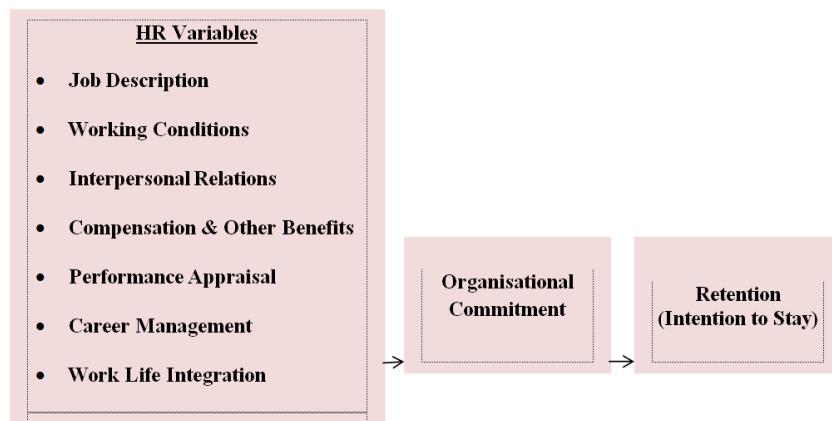 HR Variables
• Job Description
• Working Conditions
• Interpersonal Relations
• Compensation & Other Benefits
• Performance Appraisal
• Career Management
• Work Life Integration
Organisational
Commitment
Retention
(Intention to Stay)